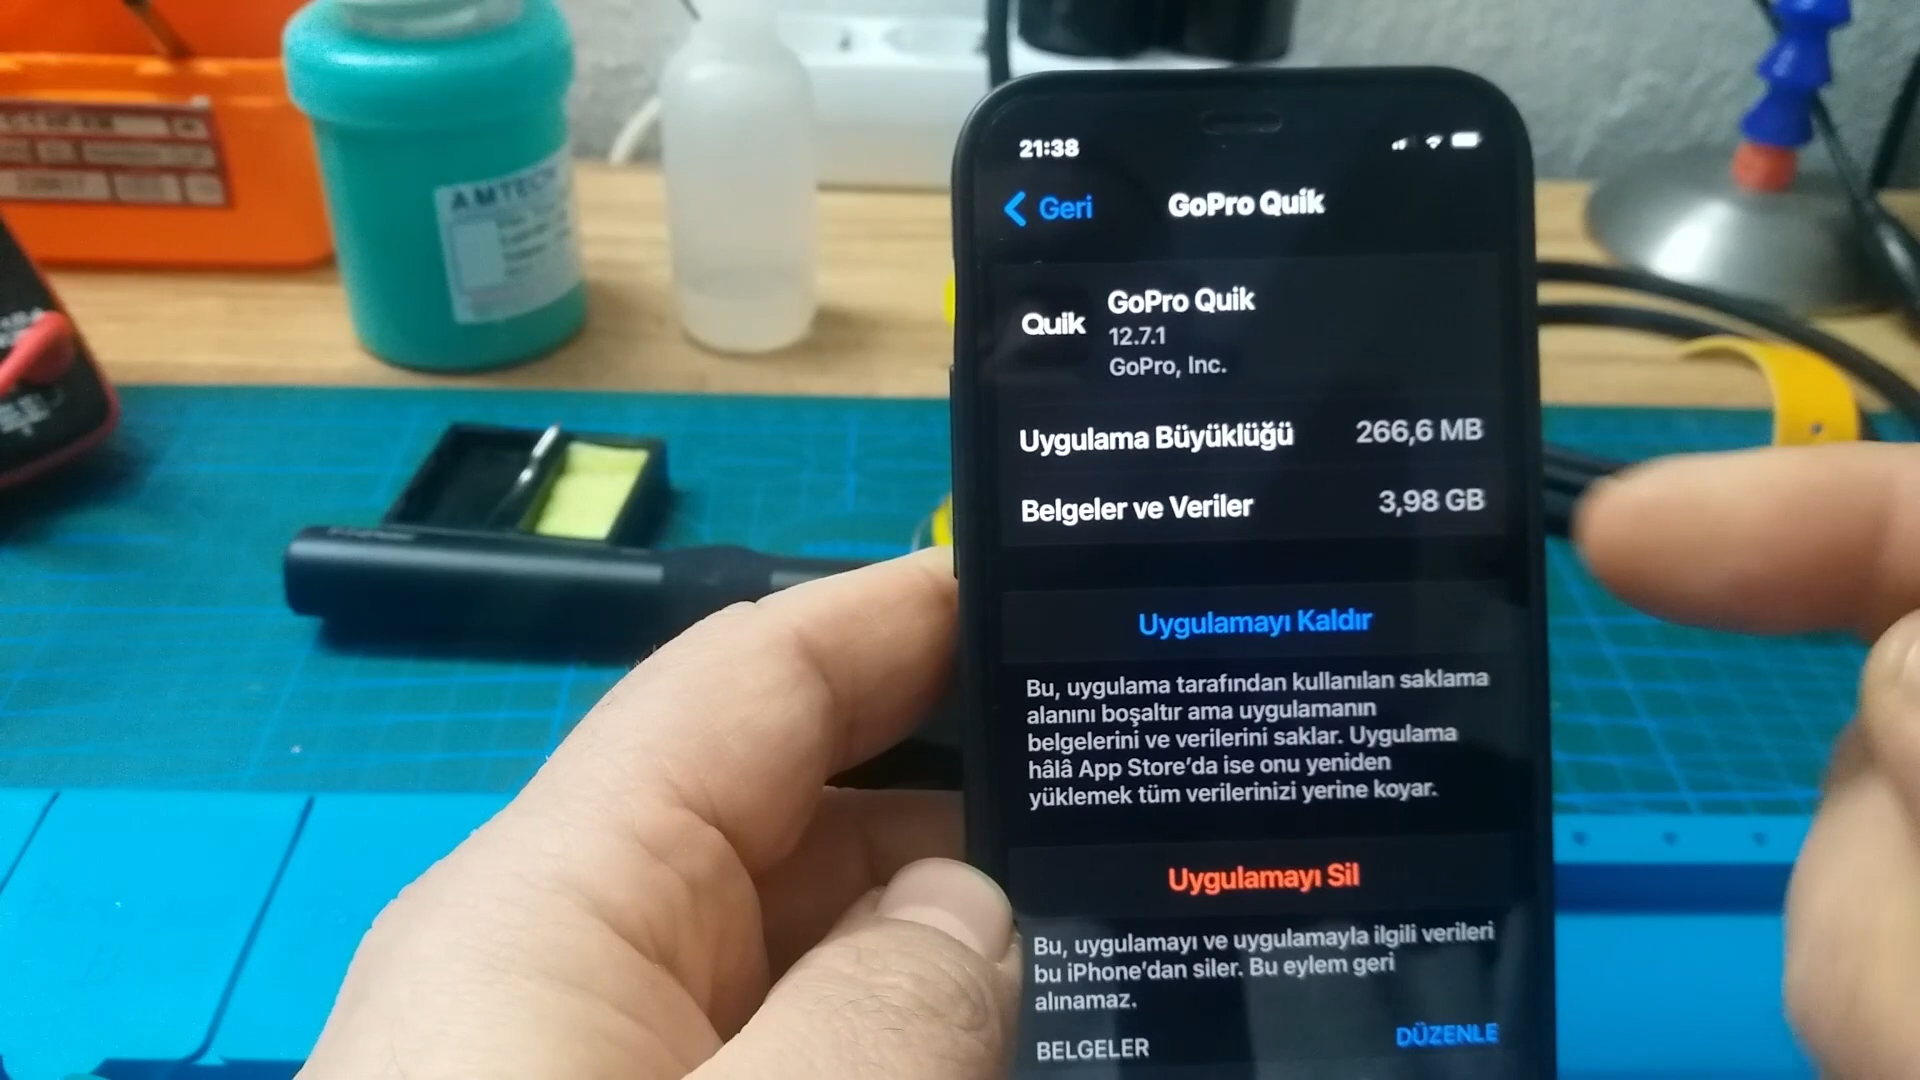 AMTECH
21:38
Geri
GoPro Quik
Quik
GoPro Quik
12.7.1
GoPro, Inc.
Uygulama Büyüklüğü 266,6 MB
Belgeler ve Veriler 3,98 GB
Uygulamayı Kaldır
Bu, uygulama tarafından kullanılan saklama
alanını boşaltır ama uygulamanın
belgelerini ve verilerini saklar. Uygulama
hâlâ App Store'da ise onu yeniden
yüklemek tüm verilerinizi yerine koyar.
Uygulamayı Sil
Bu, uygulamayı ve uygulamayla ilgili verileri
bu iPhone'dan siler. Bu eylem geri
alınamaz.
BELGELER DÜZENLE